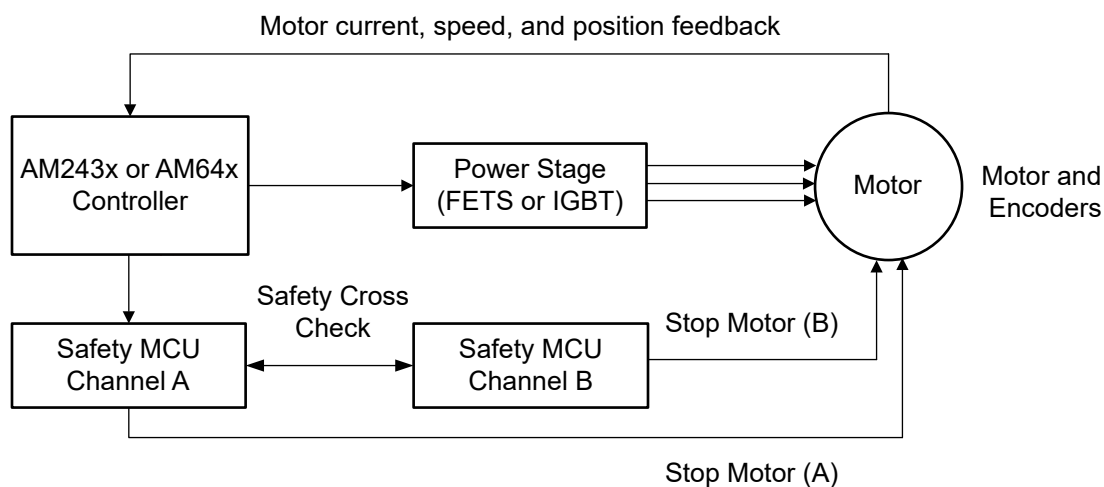 Motor current, speed, and position feedback
AM243x or AM64x
Controller
Power Stage
(FETS or IGBT)
Motor
Motor and
Encoders
Safety Cross
Check
Safety MCU
Channel A
Safety MCU
Channel B
Stop Motor (B)
Stop Motor (A)